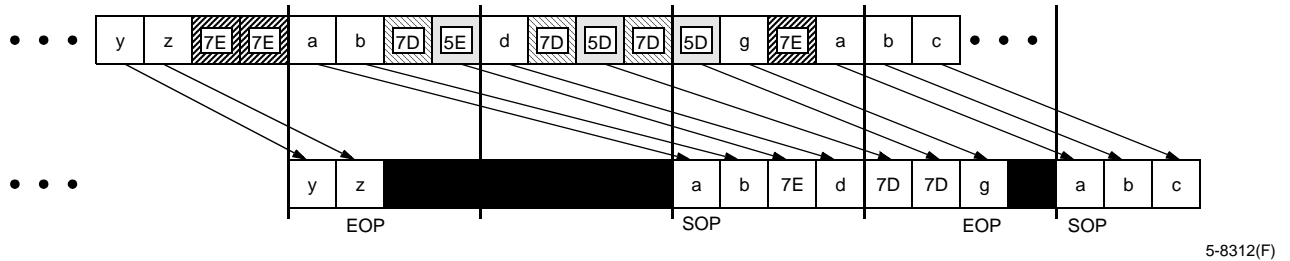 • • • y z 7E 7E a b 7D 5E d 7D 5D 7D 5D g 7E a b c • • •
• • • y z a b 7E d 7D 7D g a b c
EOP SOP EOP SOP
5-8312(F)